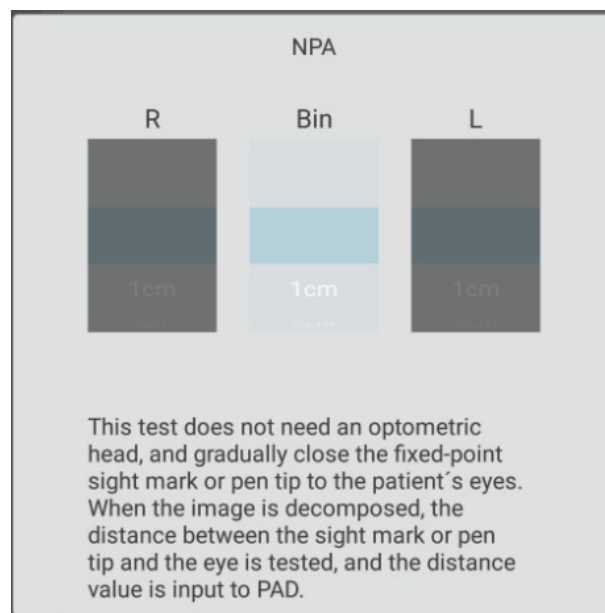 NPA
R Bin L
1cm 1cm 1cm
2cm
This test does not need an optometric
head, and gradually close the fixed-point
sight mark or pen tip to the patient´s eyes.
When the image is decomposed, the
distance between the sight mark or pen
tip and the eye is tested, and the distance
value is input to PAD.